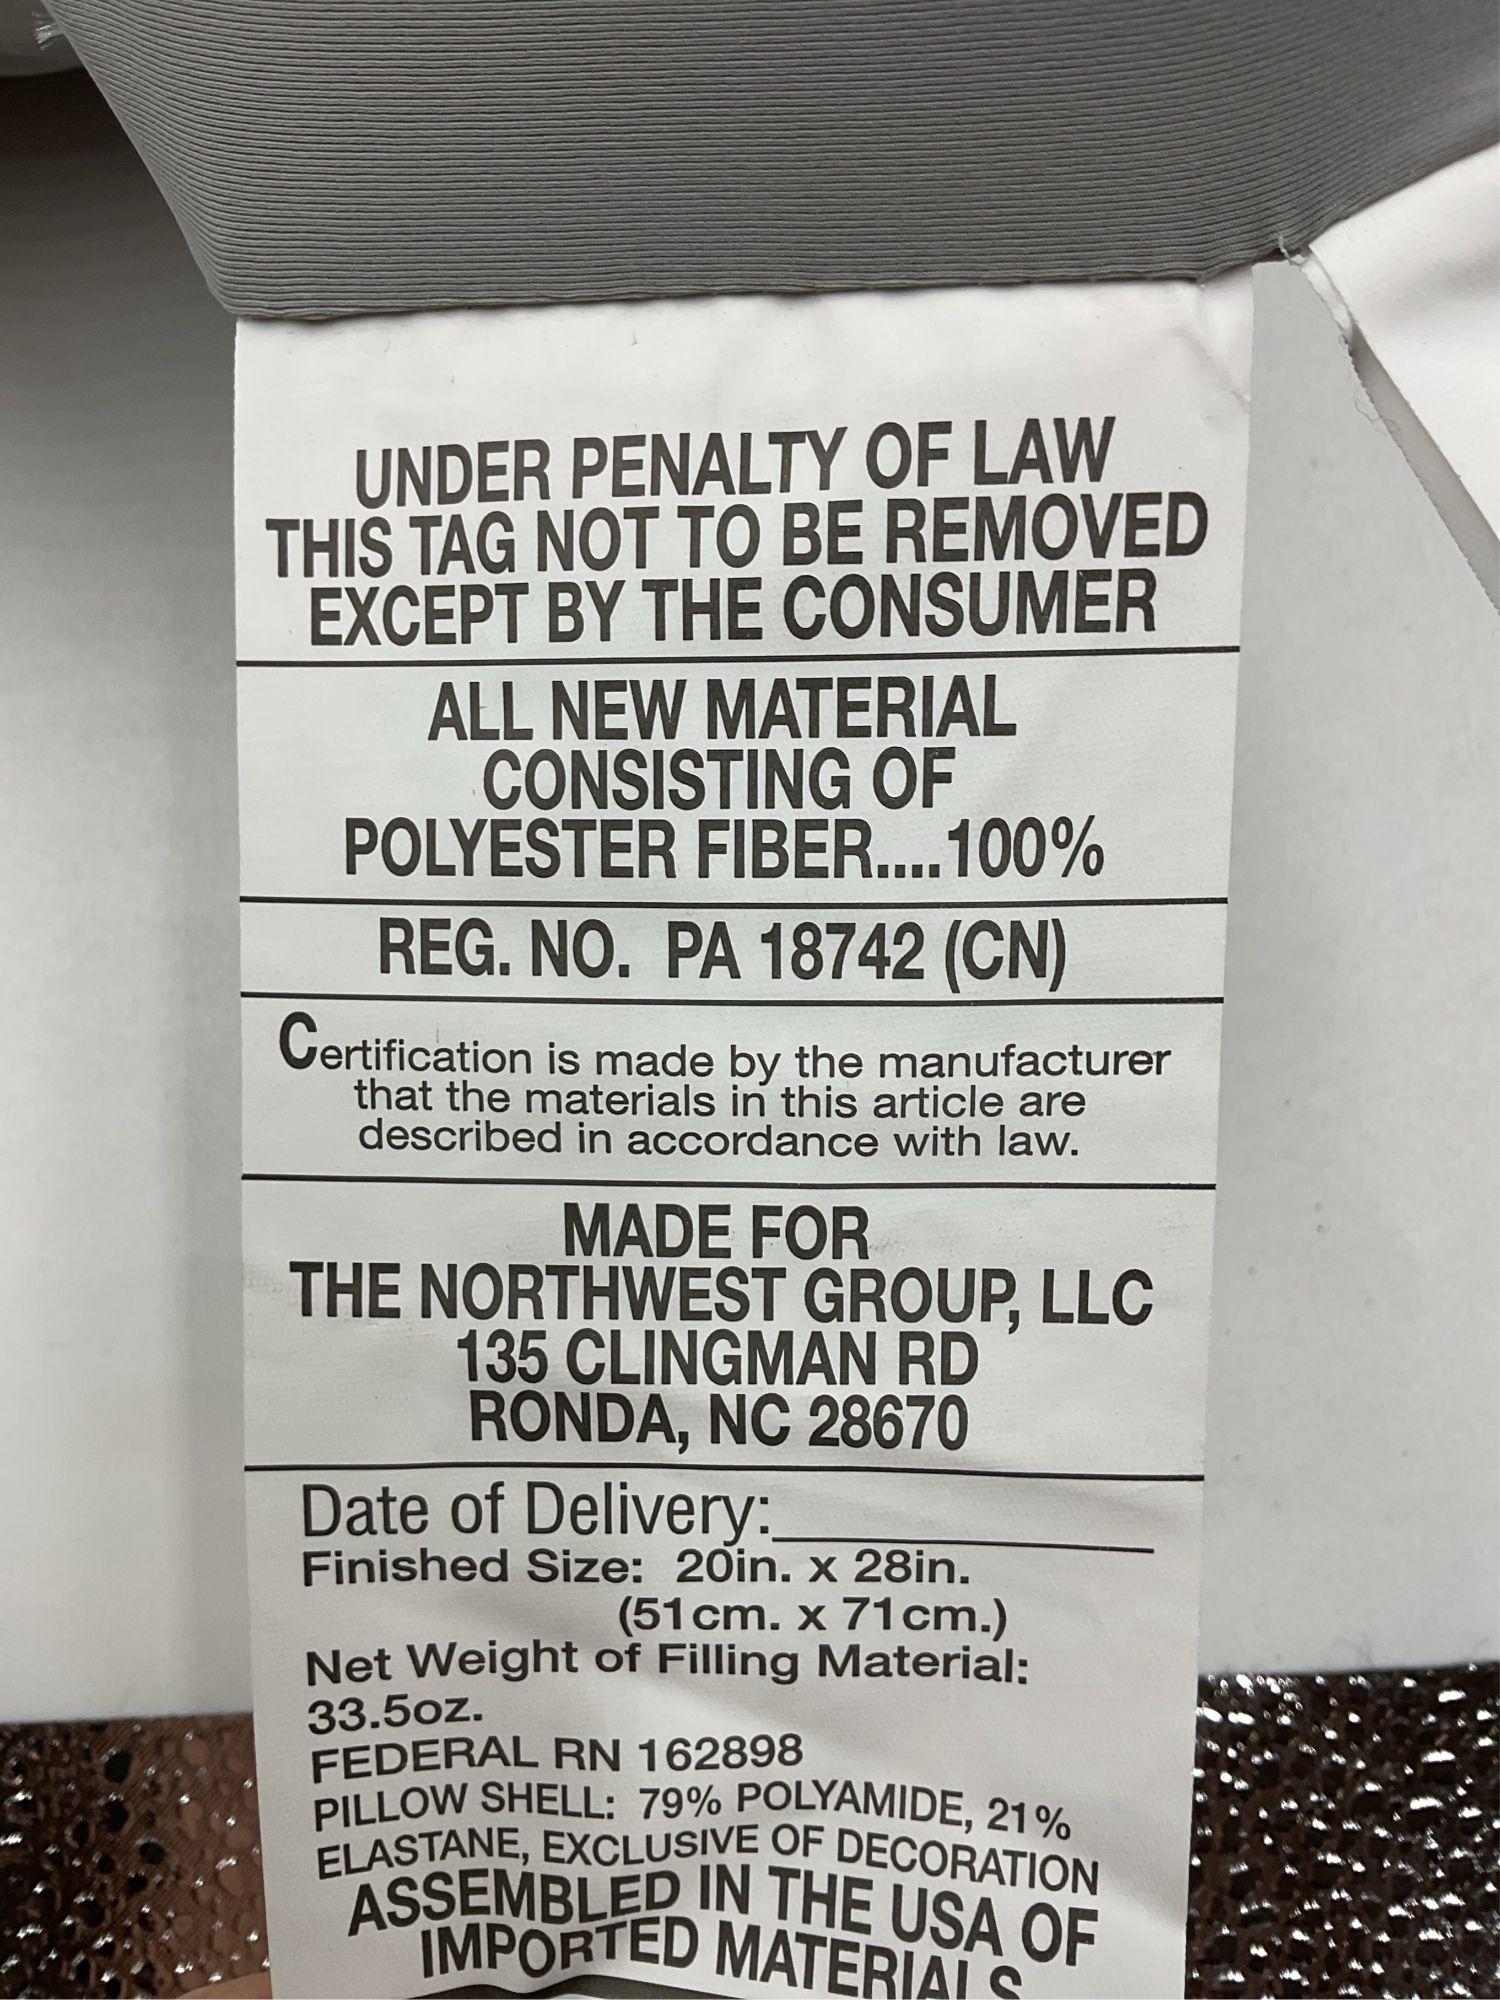 UNDER PENALTY OF LAW
THIS TAG NOT TO BE REMOVED
EXCEPT BY THE CONSUMER
ALL NEW MATERIAL
CONSISTING OF
POLYESTER FIBER....100%
REG. NO. PA 18742 (CN)
Certification is made by the manufacturer
that the materials in this article are
described in accordance with law.
MADE FOR
THE NORTHWEST GROUP, LLC
135 CLINGMAN RD
RONDA, NC 28670
Date of Delivery:
Finished Size: 20in. x 28in.
(51cm. x 71cm.)
Net Weight of Filling Material:
33.5oz.
FEDERAL RN 162898
PILLOW SHELL: 79% POLYAMIDE, 21%
ELASTANE, EXCLUSIVE OF DECORATION
ASSEMBLED IN THE USA OF
IMPORTED MATERIALS